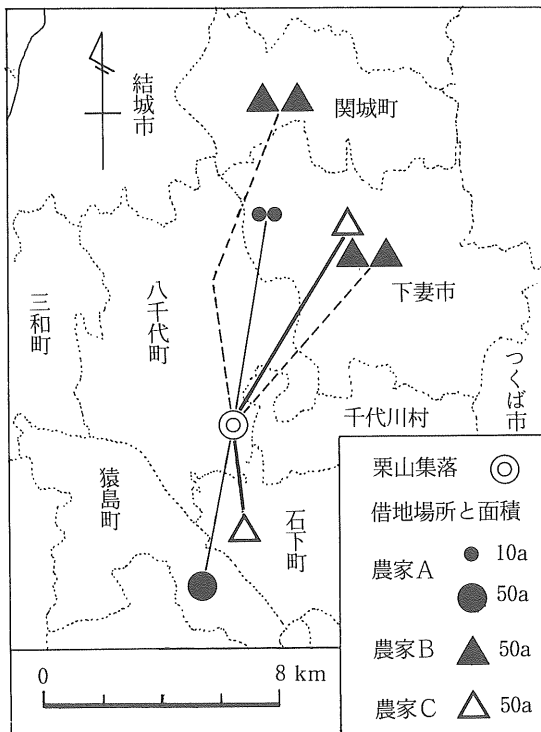 結城市
関城町
下妻市
八千代町
三和町
つくば市
千代川村
猿島町
石下町
栗山集落
借地場所と面積
農家A 10a
50a
農家B 50a
農家C 50a
0 8 km